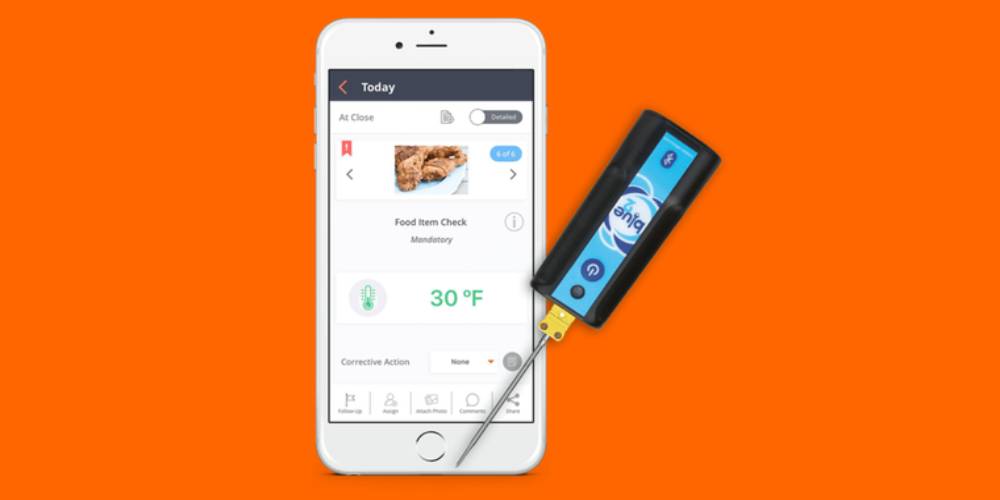 Today
At Close
Detailed
6 of 6
Food Item Check
Mandatory
30 °F
Corrective Action
None
Follow-Up
Assign
Attach Photo
Comments
Share
blue2